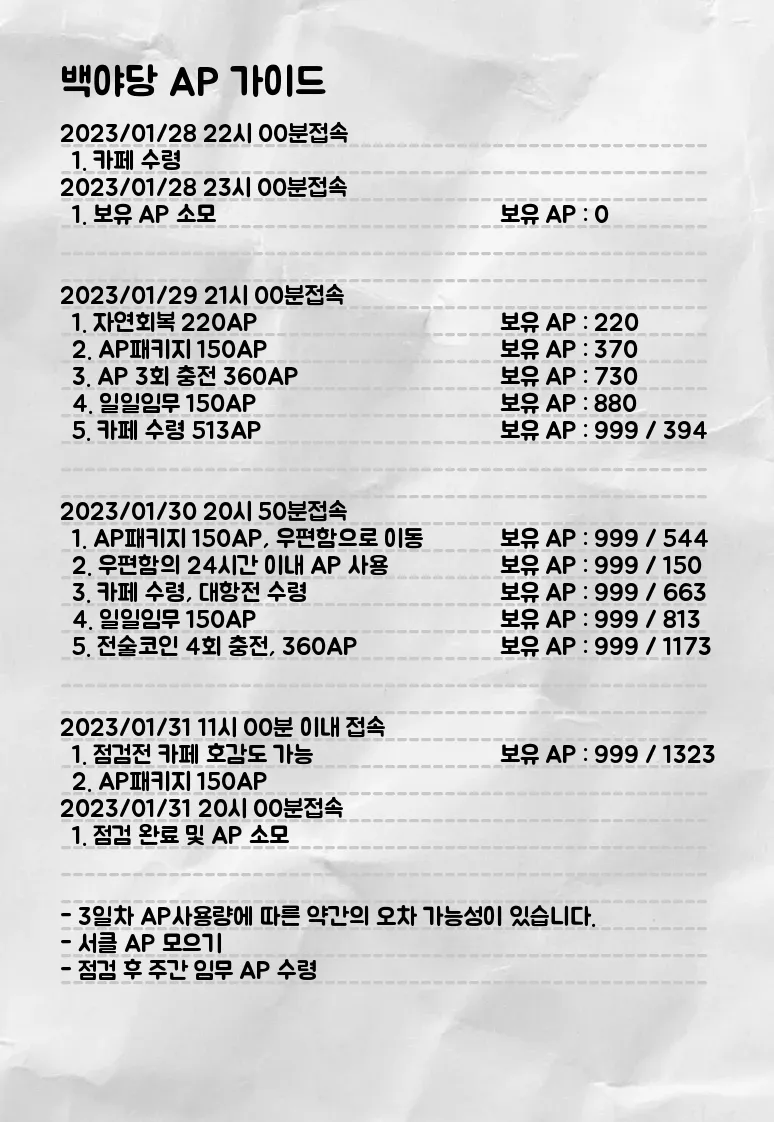 백야당 AP 가이드
2023/01/28 22시 00분접속
1. 카페 수령
2023/01/28 23시 00분접속
1. 보유 AP 소모 보유 AP : 0
2023/01/29 21시 00분접속
1. 자연회복 220AP 보유 AP : 220
2. AP패키지 150AP 보유 AP : 370
3. AP 3회 충전 360AP 보유 AP : 730
4. 일일임무 150AP 보유 AP : 880
5. 카페 수령 513AP 보유 AP : 999 / 394
2023/01/30 20시 50분접속
1. AP패키지 150AP, 우편함으로 이동 보유 AP : 999 / 544
2. 우편함의 24시간 이내 AP 사용 보유 AP : 999 / 150
3. 카페 수령, 대항전 수령 보유 AP : 999 / 663
4. 일일임무 150AP 보유 AP : 999 / 813
5. 전술코인 4회 충전, 360AP 보유 AP : 999 / 1173
2023/01/31 11시 00분 이내 접속
1. 점검전 카페 호감도 가능 보유 AP : 999 / 1323
2. AP패키지 150AP
2023/01/31 20시 00분접속
1. 점검 완료 및 AP 소모
- 3일차 AP사용량에 따른 약간의 오차 가능성이 있습니다.
- 서클 AP 모으기
- 점검 후 주간 임무 AP 수령